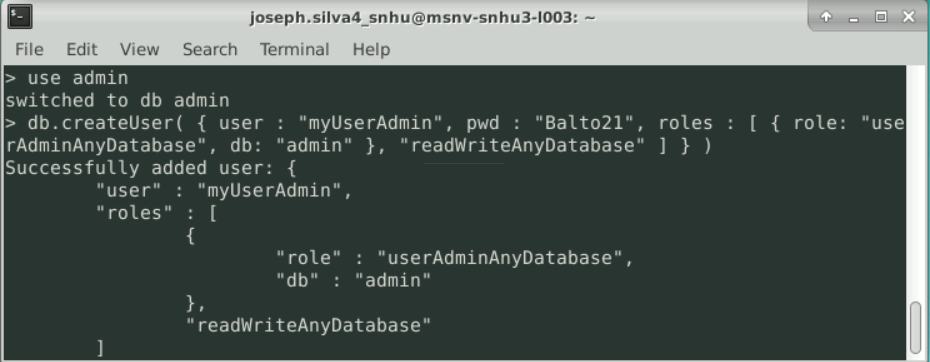 joseph.silva4_snhu@msnv-snhu3-l003: ~
File Edit View Search Terminal Help
> use admin
switched to db admin
> db.createUser( { user : "myUserAdmin", pwd : "Balto21", roles : [ { role: "use
rAdminAnyDatabase", db: "admin" }, "readWriteAnyDatabase" ] } )
Successfully added user: {
        "user" : "myUserAdmin",
        "roles" : [
                {
                        "role" : "userAdminAnyDatabase",
                        "db" : "admin"
                },
                "readWriteAnyDatabase"
        ]